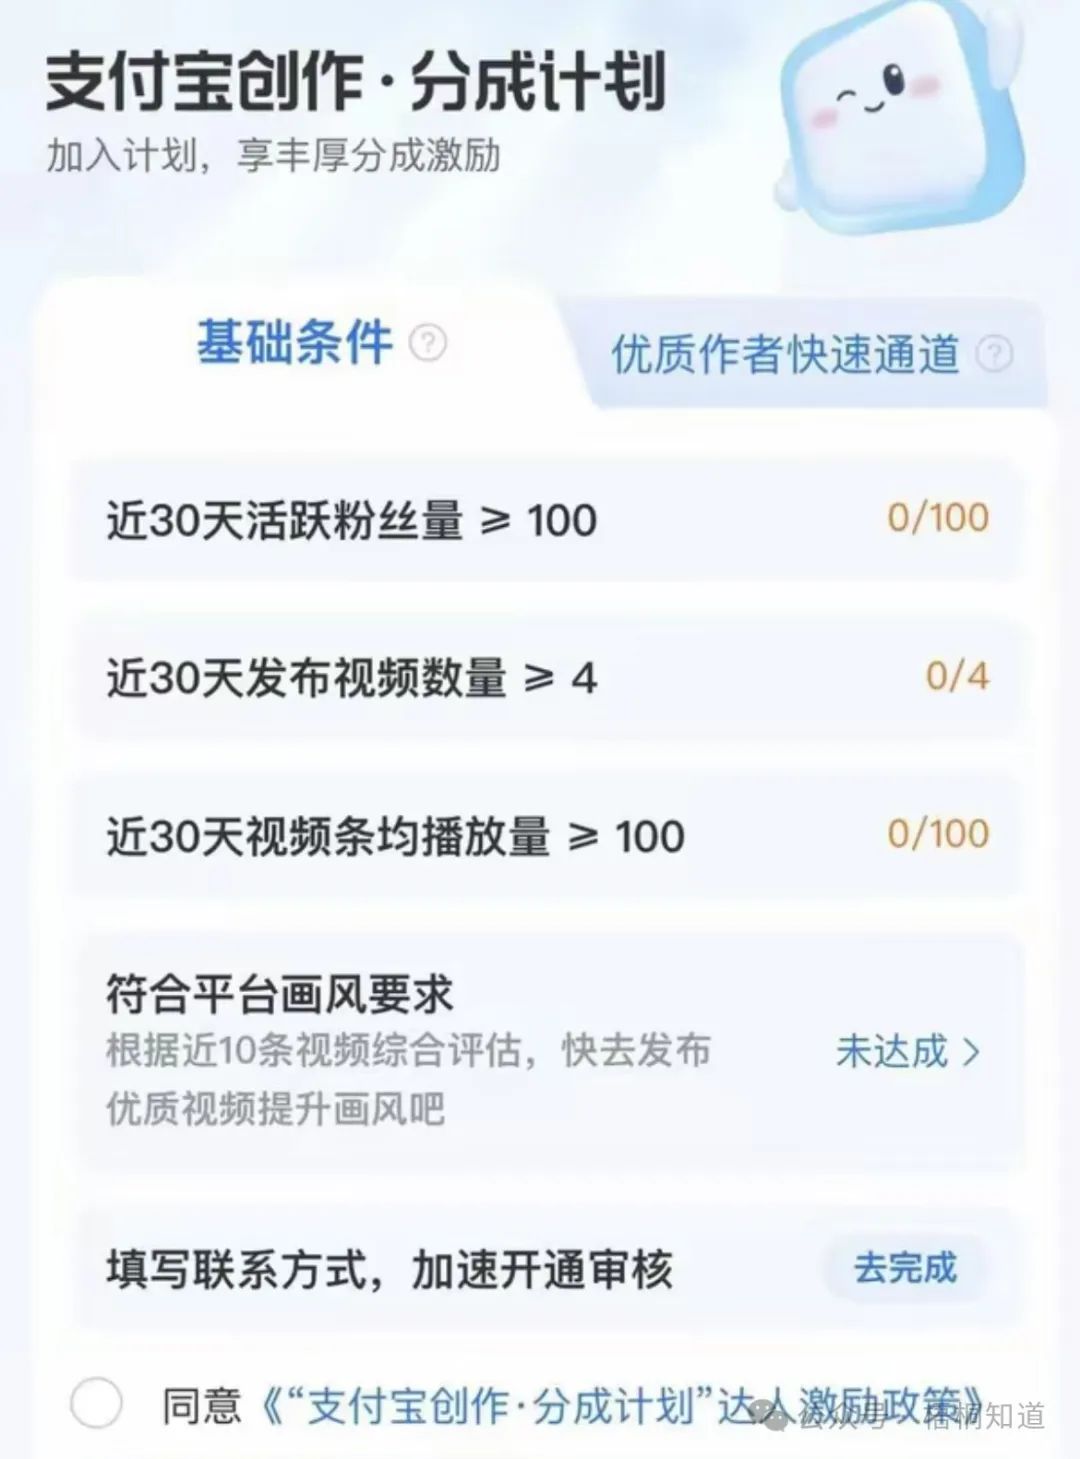 支付宝创作·分成计划
加入计划，享丰厚分成激励
基础条件 ?
优质作者快速通道 ?
近30天活跃粉丝量 ≥ 100 0/100
近30天发布视频数量 ≥ 4 0/4
近30天视频条均播放量 ≥ 100 0/100
符合平台画风要求
根据近10条视频综合评估，快去发布
优质视频提升画风吧
未达成 >
填写联系方式，加速开通审核 去完成
同意《“支付宝创作·分成计划”达人激励政策》
公众号 · 梧桐知道